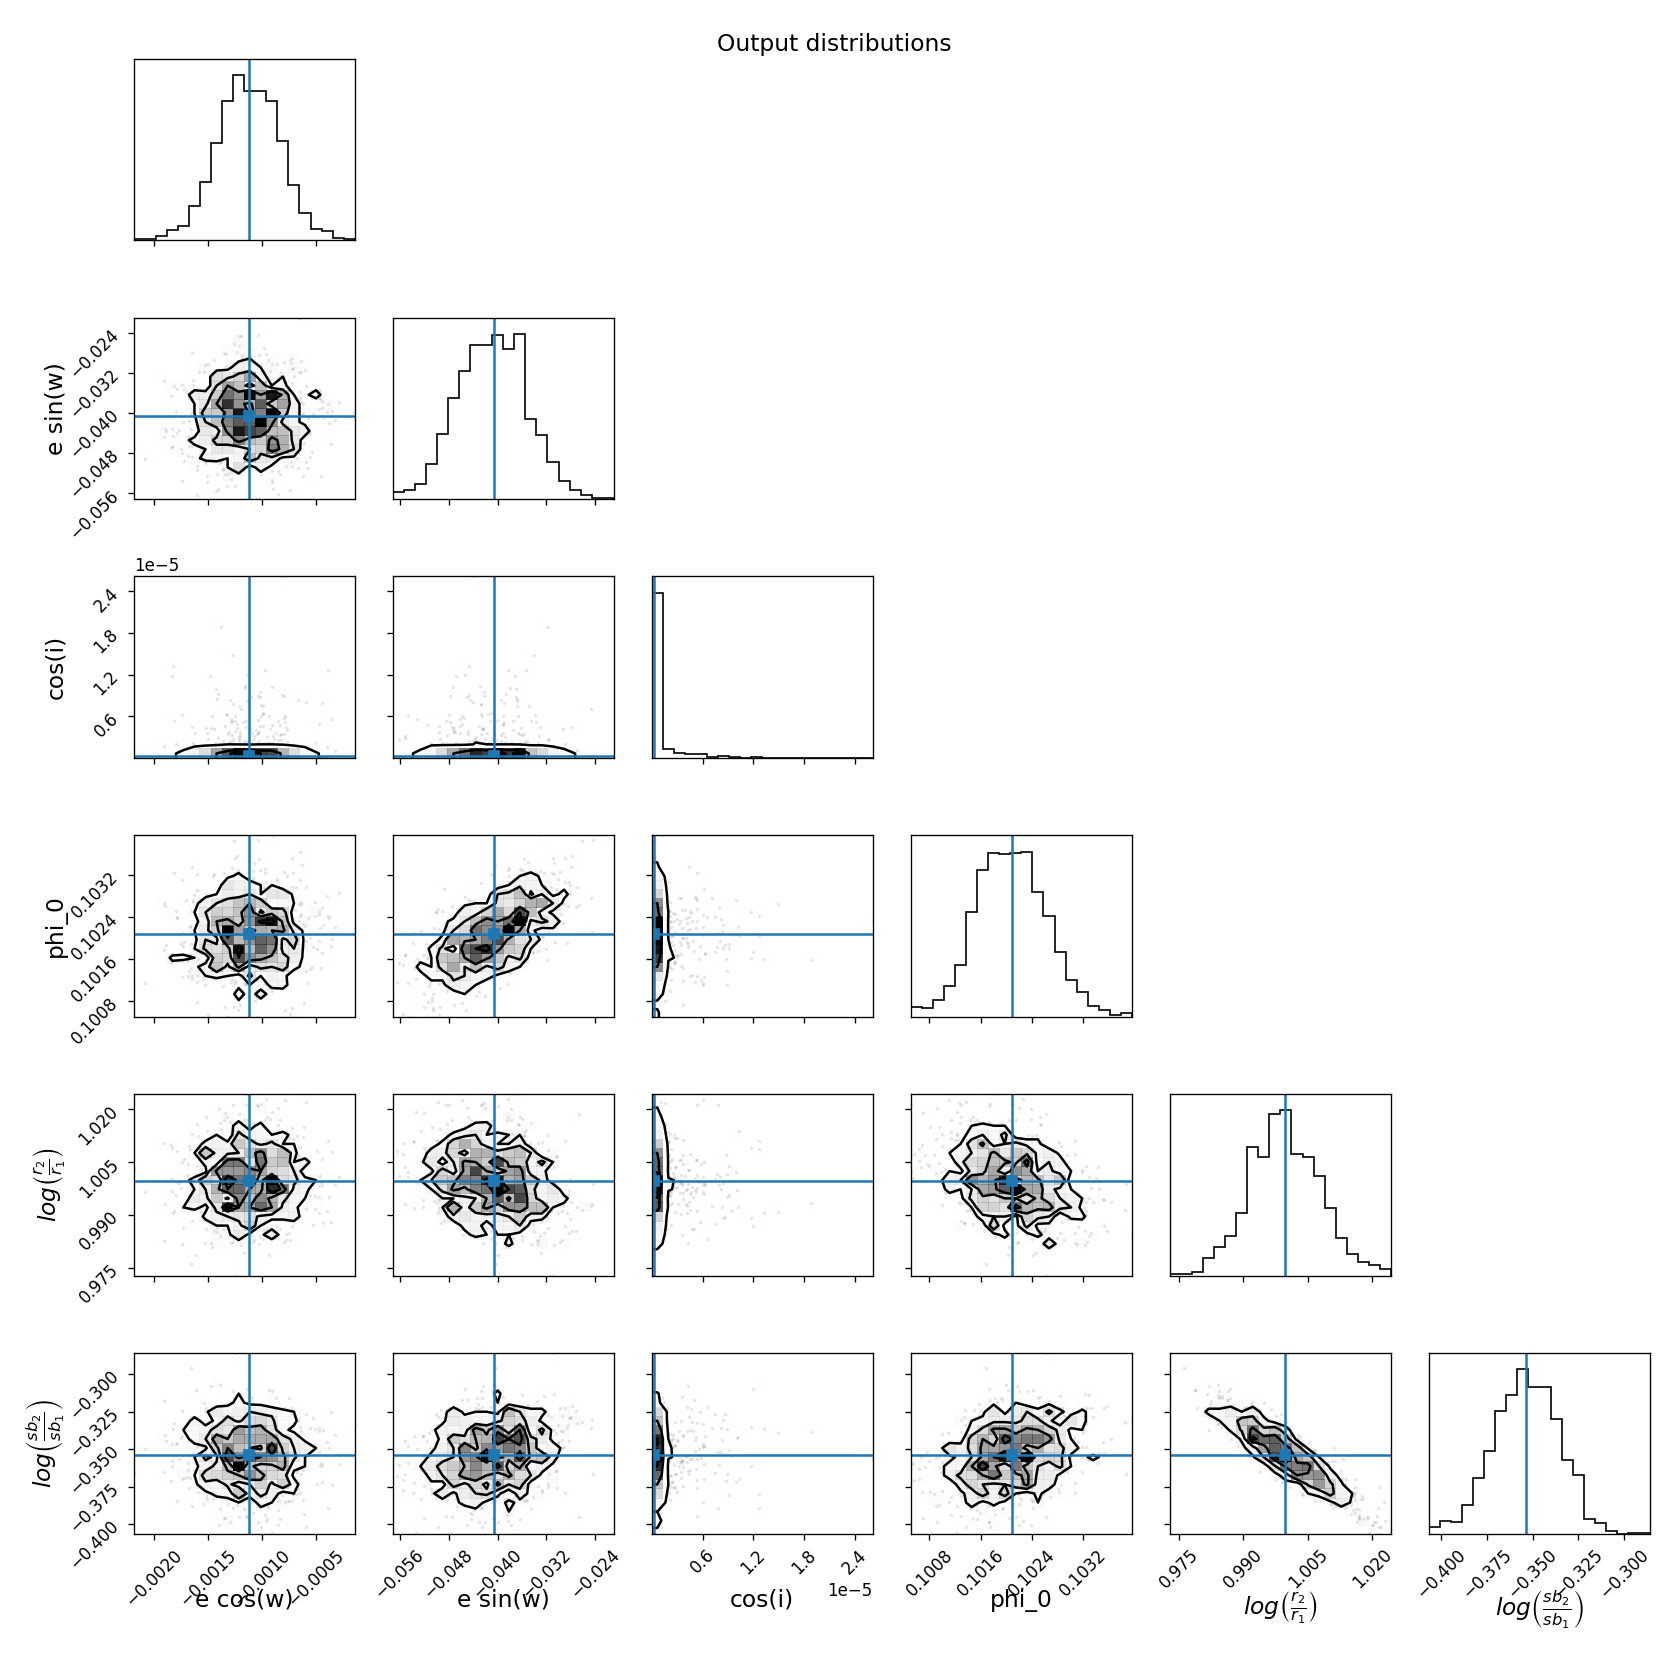 Output distributions
e sin(w)
−0.024
−0.032
−0.040
−0.048
−0.056
1e−5
cos(i)
2.4
1.8
1.2
0.6
phi_0
0.1032
0.1024
0.1016
0.1008
log(r₂/r₁)
1.020
1.005
0.990
0.975
log(sb₂/sb₁)
−0.300
−0.325
−0.350
−0.375
−0.400
−0.0020 −0.0015 −0.0010 −0.0005
e cos(w)
−0.056 −0.048 −0.040 −0.032 −0.024
e sin(w)
0.6 1.2 1.8 2.4
1e−5
cos(i)
0.1008 0.1016 0.1024 0.1032
phi_0
0.975 0.990 1.005 1.020
log(r₂/r₁)
−0.400 −0.375 −0.350 −0.325 −0.300
log(sb₂/sb₁)